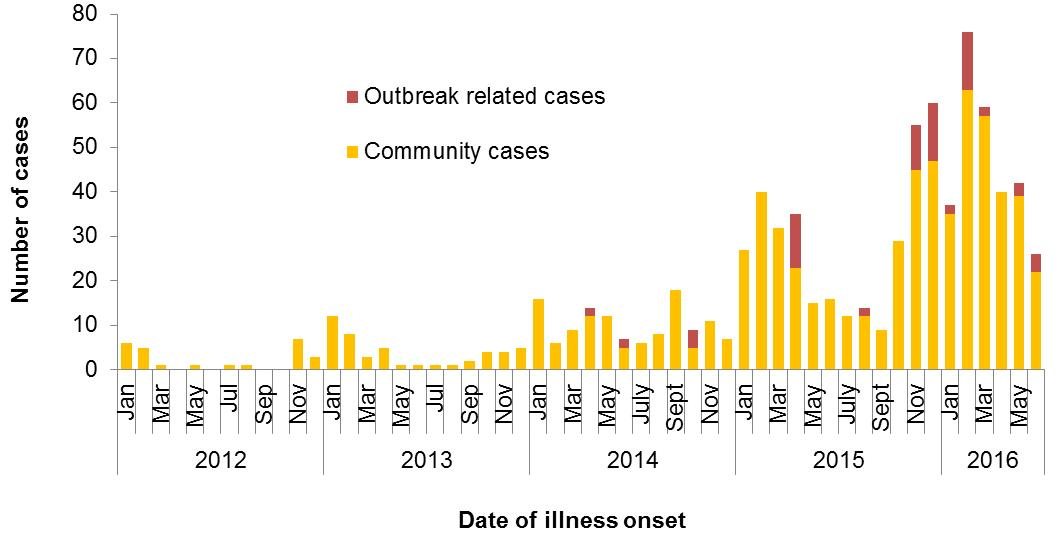 80
70
60
50
40
30
20
10
0
Number of cases
Outbreak related cases
Community cases
Jan Mar May Jul Sep Nov Jan Mar May Jul Sep Nov Jan Mar May July Sept Nov Jan Mar May July Sept Nov Jan Mar May
2012 2013 2014 2015 2016
Date of illness onset